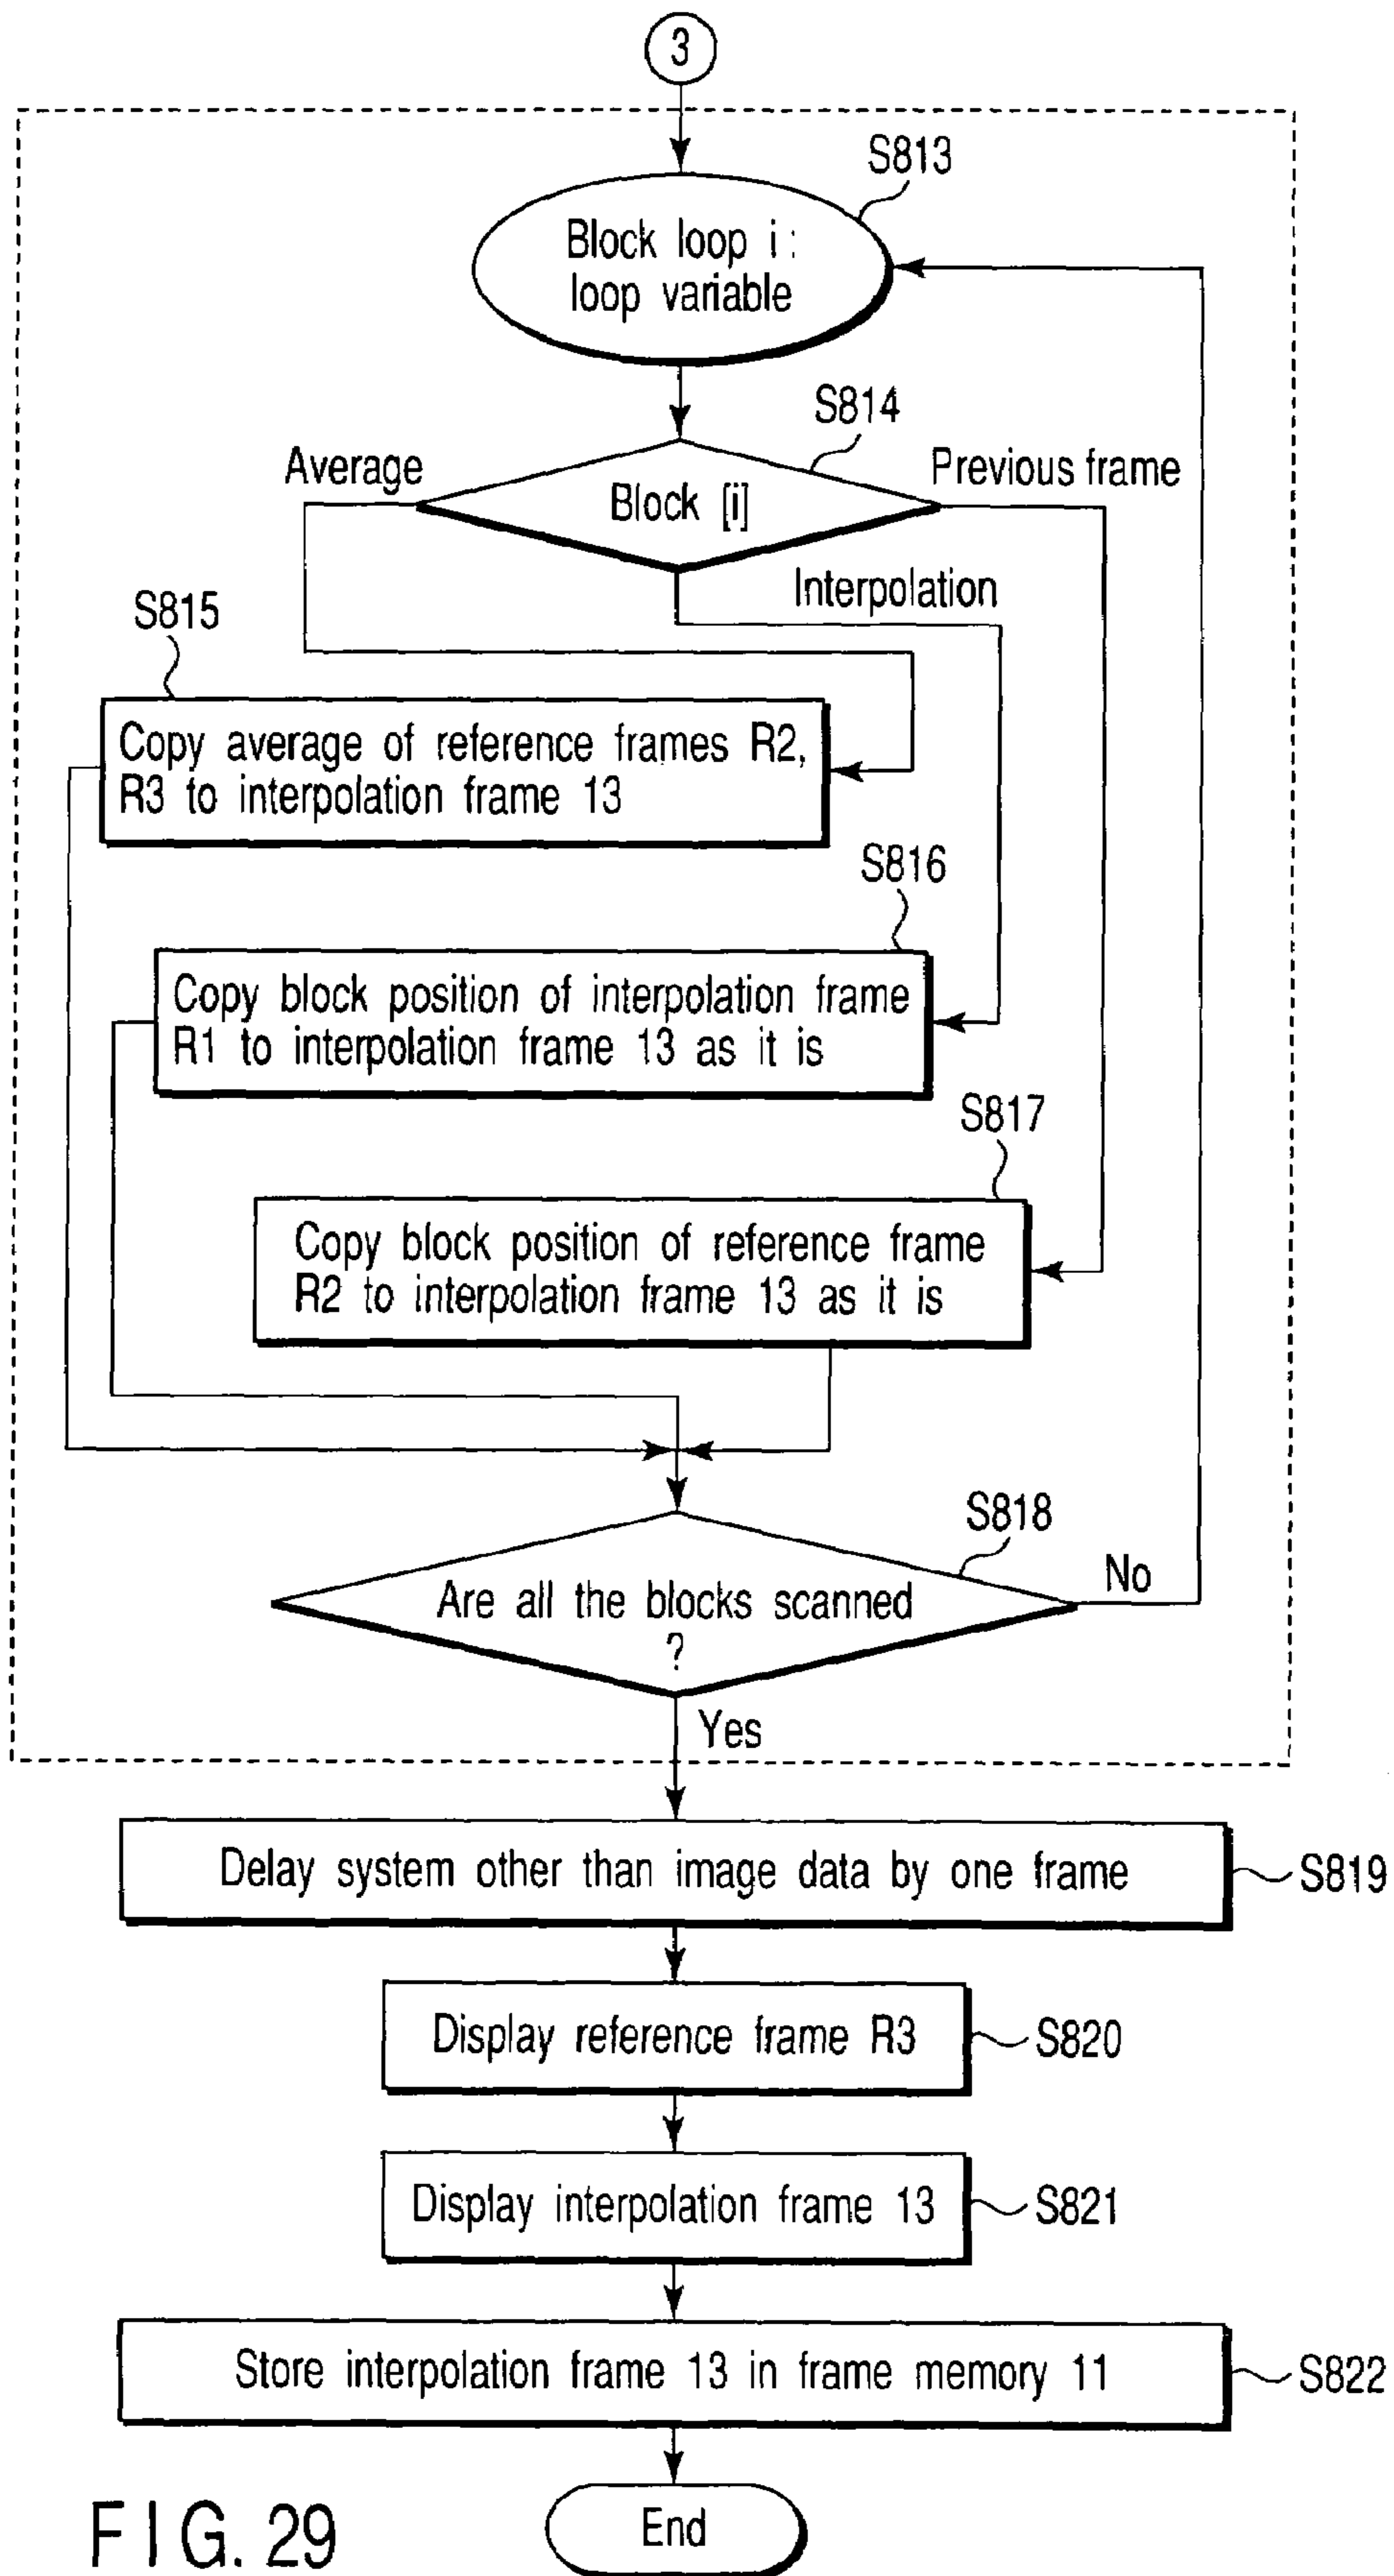 3
S813
Block loop i :
loop variable
S814
Average
Previous frame
Block [i]
Interpolation
S815
Copy average of reference frames R2,
R3 to interpolation frame 13
S816
Copy block position of interpolation frame
R1 to interpolation frame 13 as it is
S817
Copy block position of reference frame
R2 to interpolation frame 13 as it is
S818
No
Are all the blocks scanned
?
Yes
Delay system other than image data by one frame
S819
Display reference frame R3
S820
Display interpolation frame 13
S821
Store interpolation frame 13 in frame memory 11
S822
End
FIG. 29